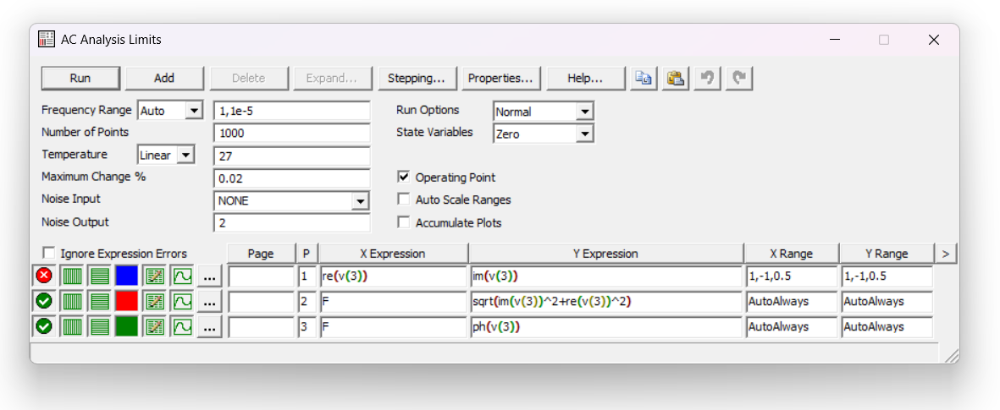 AC Analysis Limits
Run Add Delete Expand... Stepping... Properties... Help...
Frequency Range Auto 1,1e-5 Run Options Normal
Number of Points 1000 State Variables Zero
Temperature Linear 27
Maximum Change % 0.02 Operating Point
Noise Input NONE Auto Scale Ranges
Noise Output 2 Accumulate Plots
Ignore Expression Errors Page P X Expression Y Expression X Range Y Range >
... 1 re(v(3)) im(v(3)) 1,-1,0.5 1,-1,0.5
... 2 F sqrt(im(v(3))^2+re(v(3))^2) AutoAlways AutoAlways
... 3 F ph(v(3)) AutoAlways AutoAlways